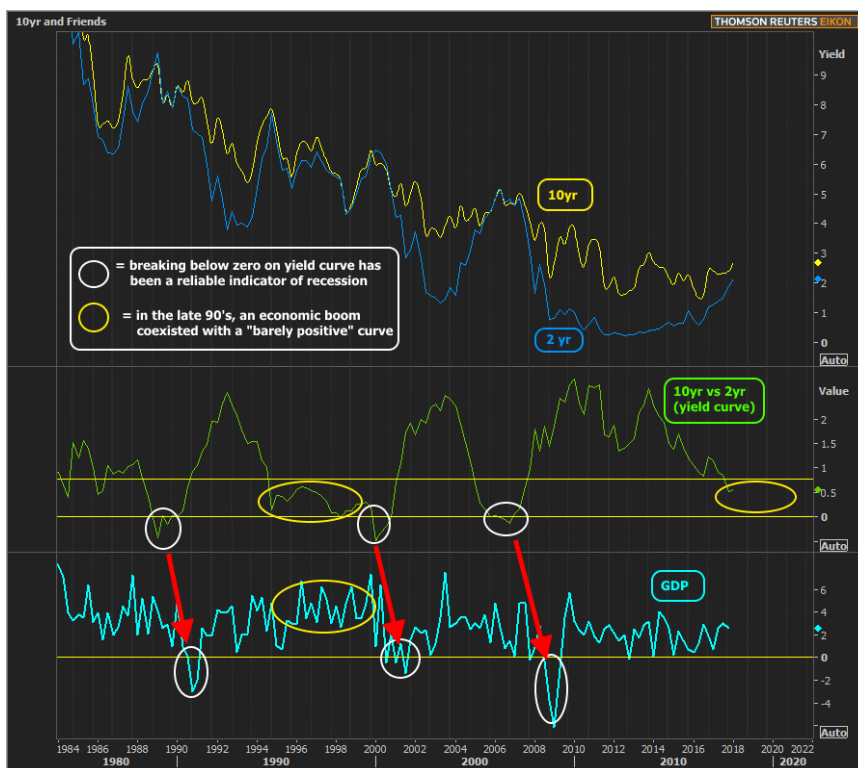 10yr and Friends
THOMSON REUTERS EIKON
Yield
9
8
7
6
5
4
3
2
1
0
Auto
10yr
2 yr
= breaking below zero on yield curve has
been a reliable indicator of recession
= in the late 90's, an economic boom
coexisted with a "barely positive" curve
Value
2
1.5
1
0.5
0
Auto
10yr vs 2yr
(yield curve)
GDP
6
4
2
0
-2
-4
Auto
1984 1986 1988 1990 1992 1994 1996 1998 2000 2002 2004 2006 2008 2010 2012 2014 2016 2018 2020 2022
1980 1990 2000 2010 2020